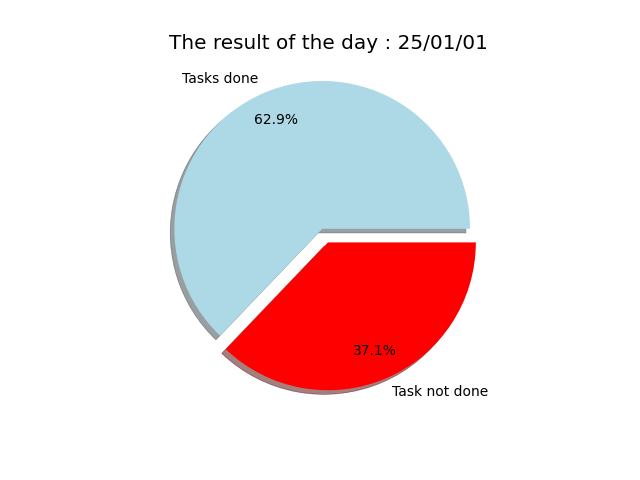 The result of the day : 25/01/01
Tasks done
62.9%
37.1%
Task not done